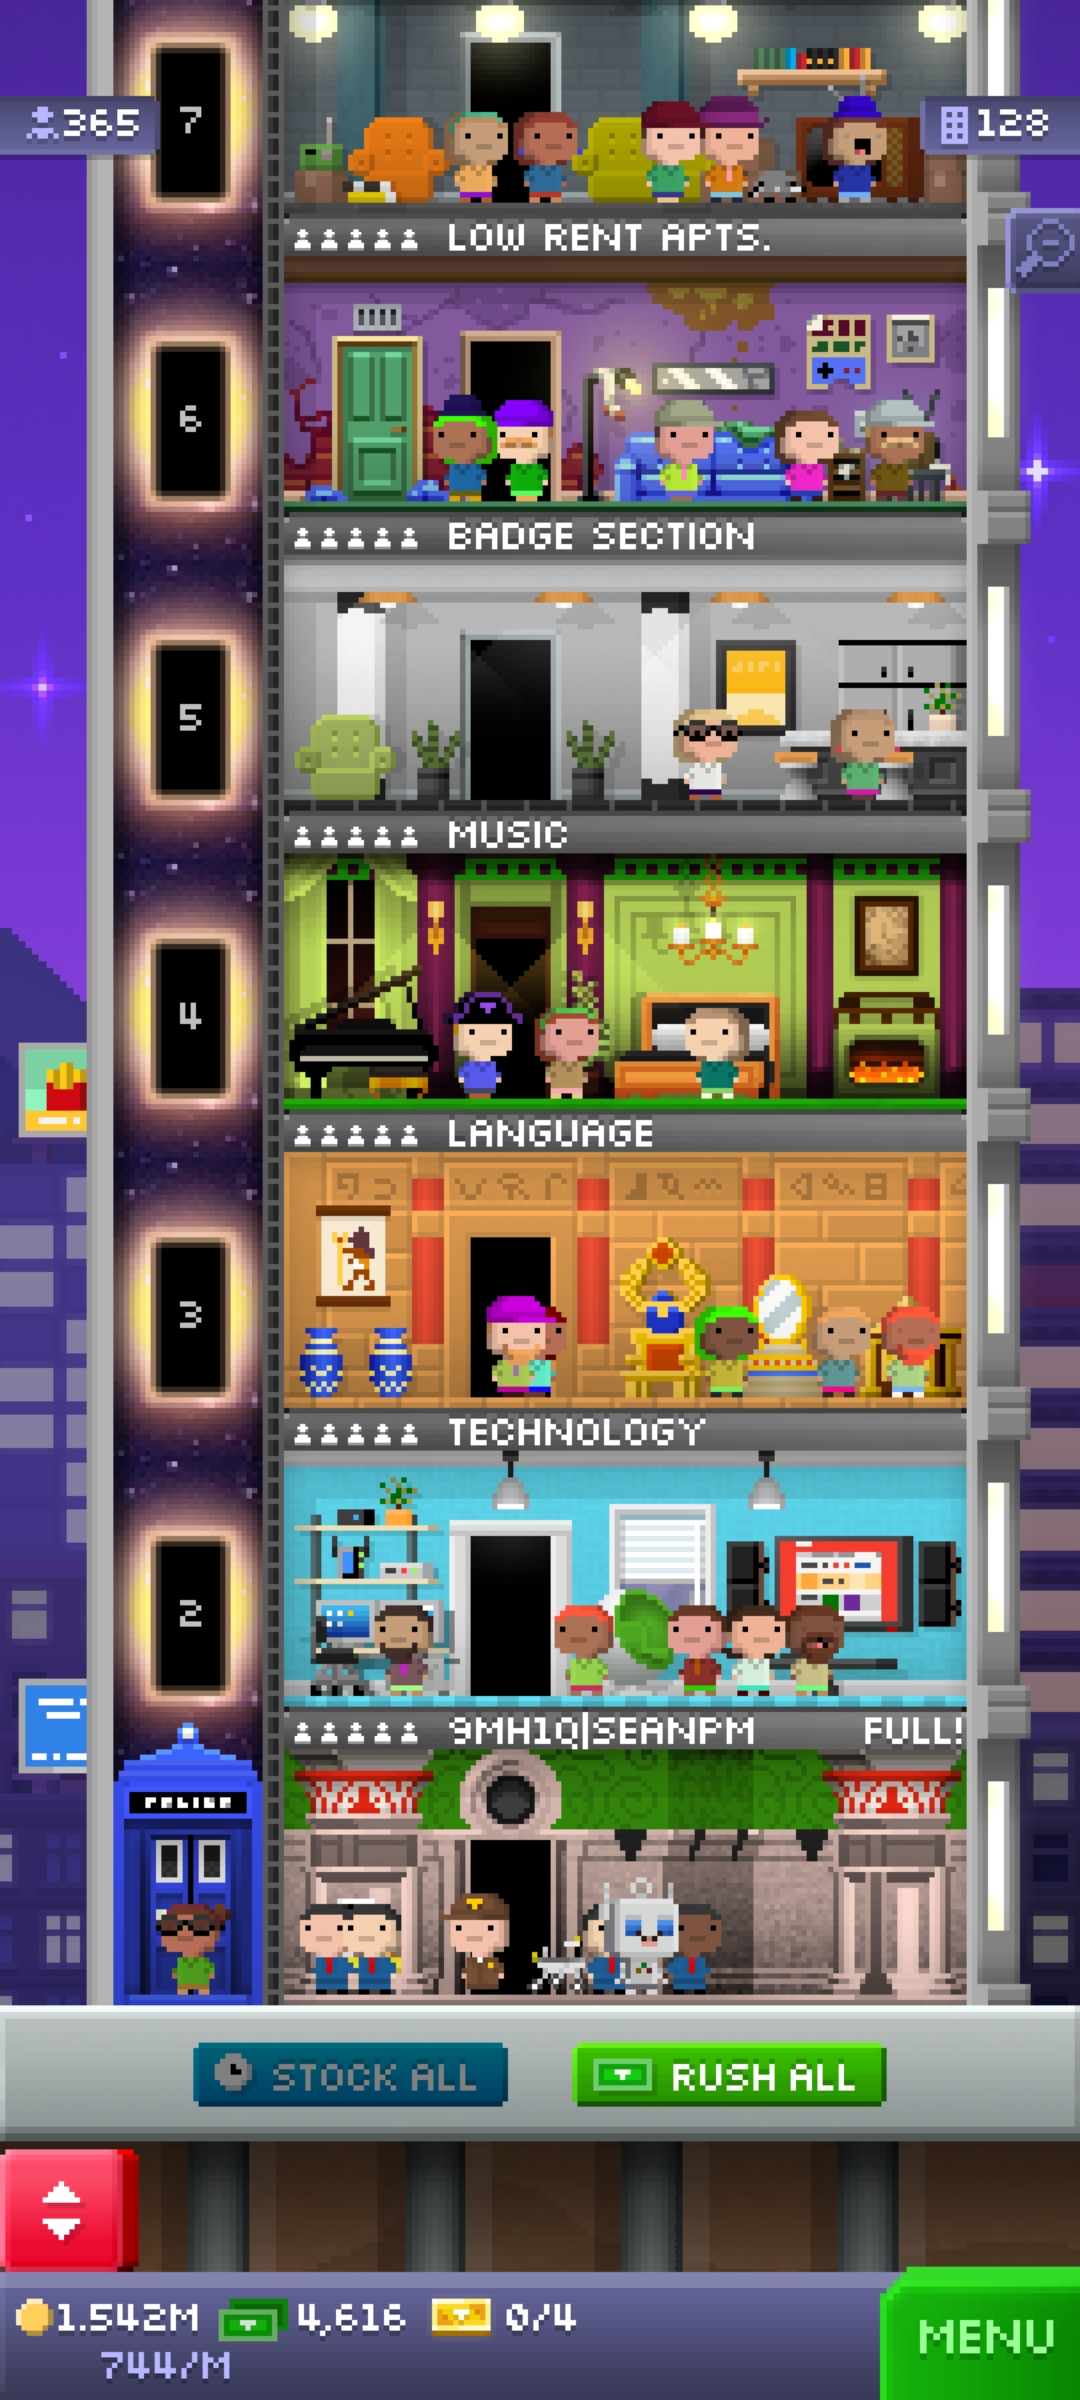 7
365
128
LOW RENT APTS.
6
BADGE SECTION
5
MUSIC
4
LANGUAGE
3
TECHNOLOGY
2
9MH1Q|SEANPM FULL!
POLICE
STOCK ALL
RUSH ALL
1.542M 4,616 0/4
744/M
MENU